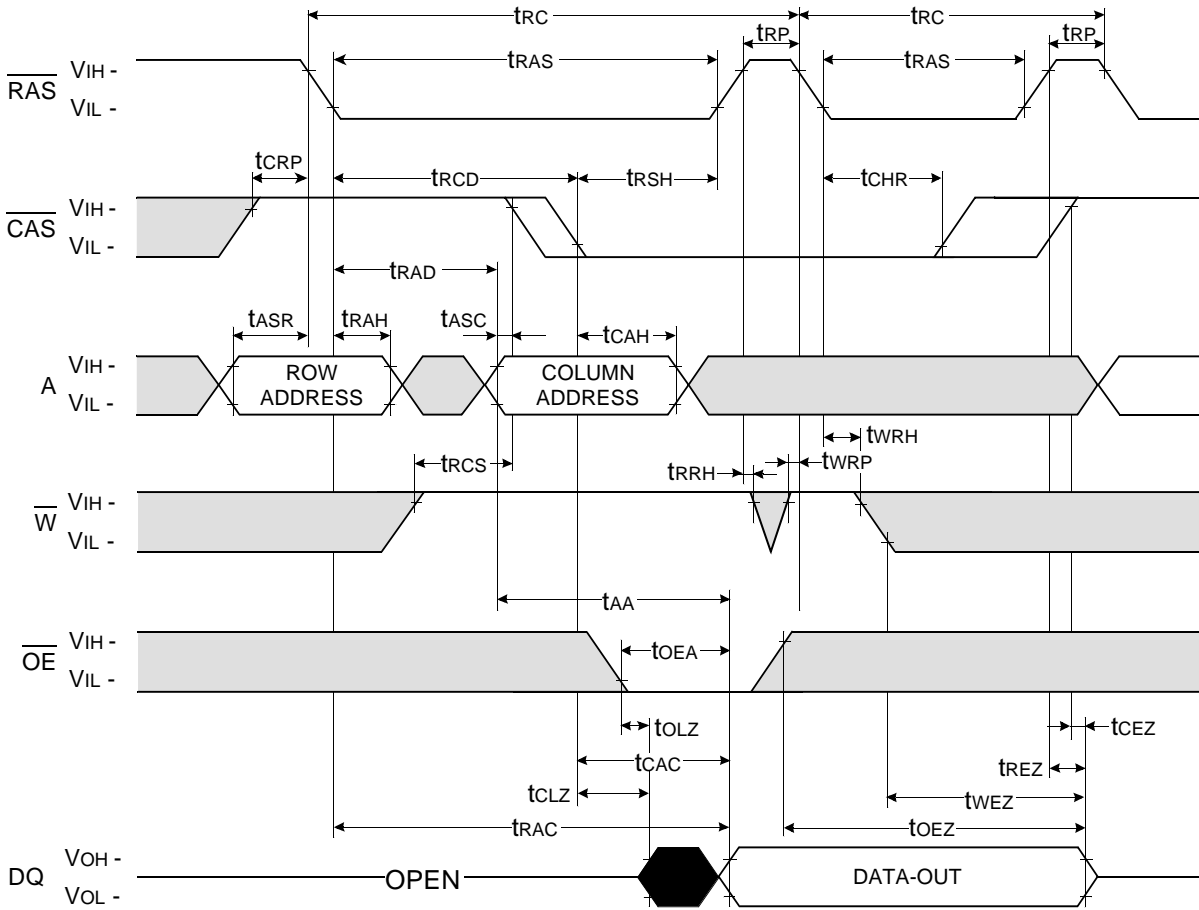 tRC tRC
tRP tRP
tRAS tRAS
RAS VIH -
VIL -
tCRP tRCD tRSH tCHR
CAS VIH -
VIL -
tRAD
tASR tRAH tASC tCAH
A VIH -
VIL -
ROW
ADDRESS
COLUMN
ADDRESS
tWRH
tRCS tRRH tWRP
W VIH -
VIL -
tAA
OE VIH -
VIL -
tOEA
tOLZ tCEZ
tCAC tREZ
tCLZ tWEZ
tRAC tOEZ
DQ VOH -
VOL -
OPEN DATA-OUT